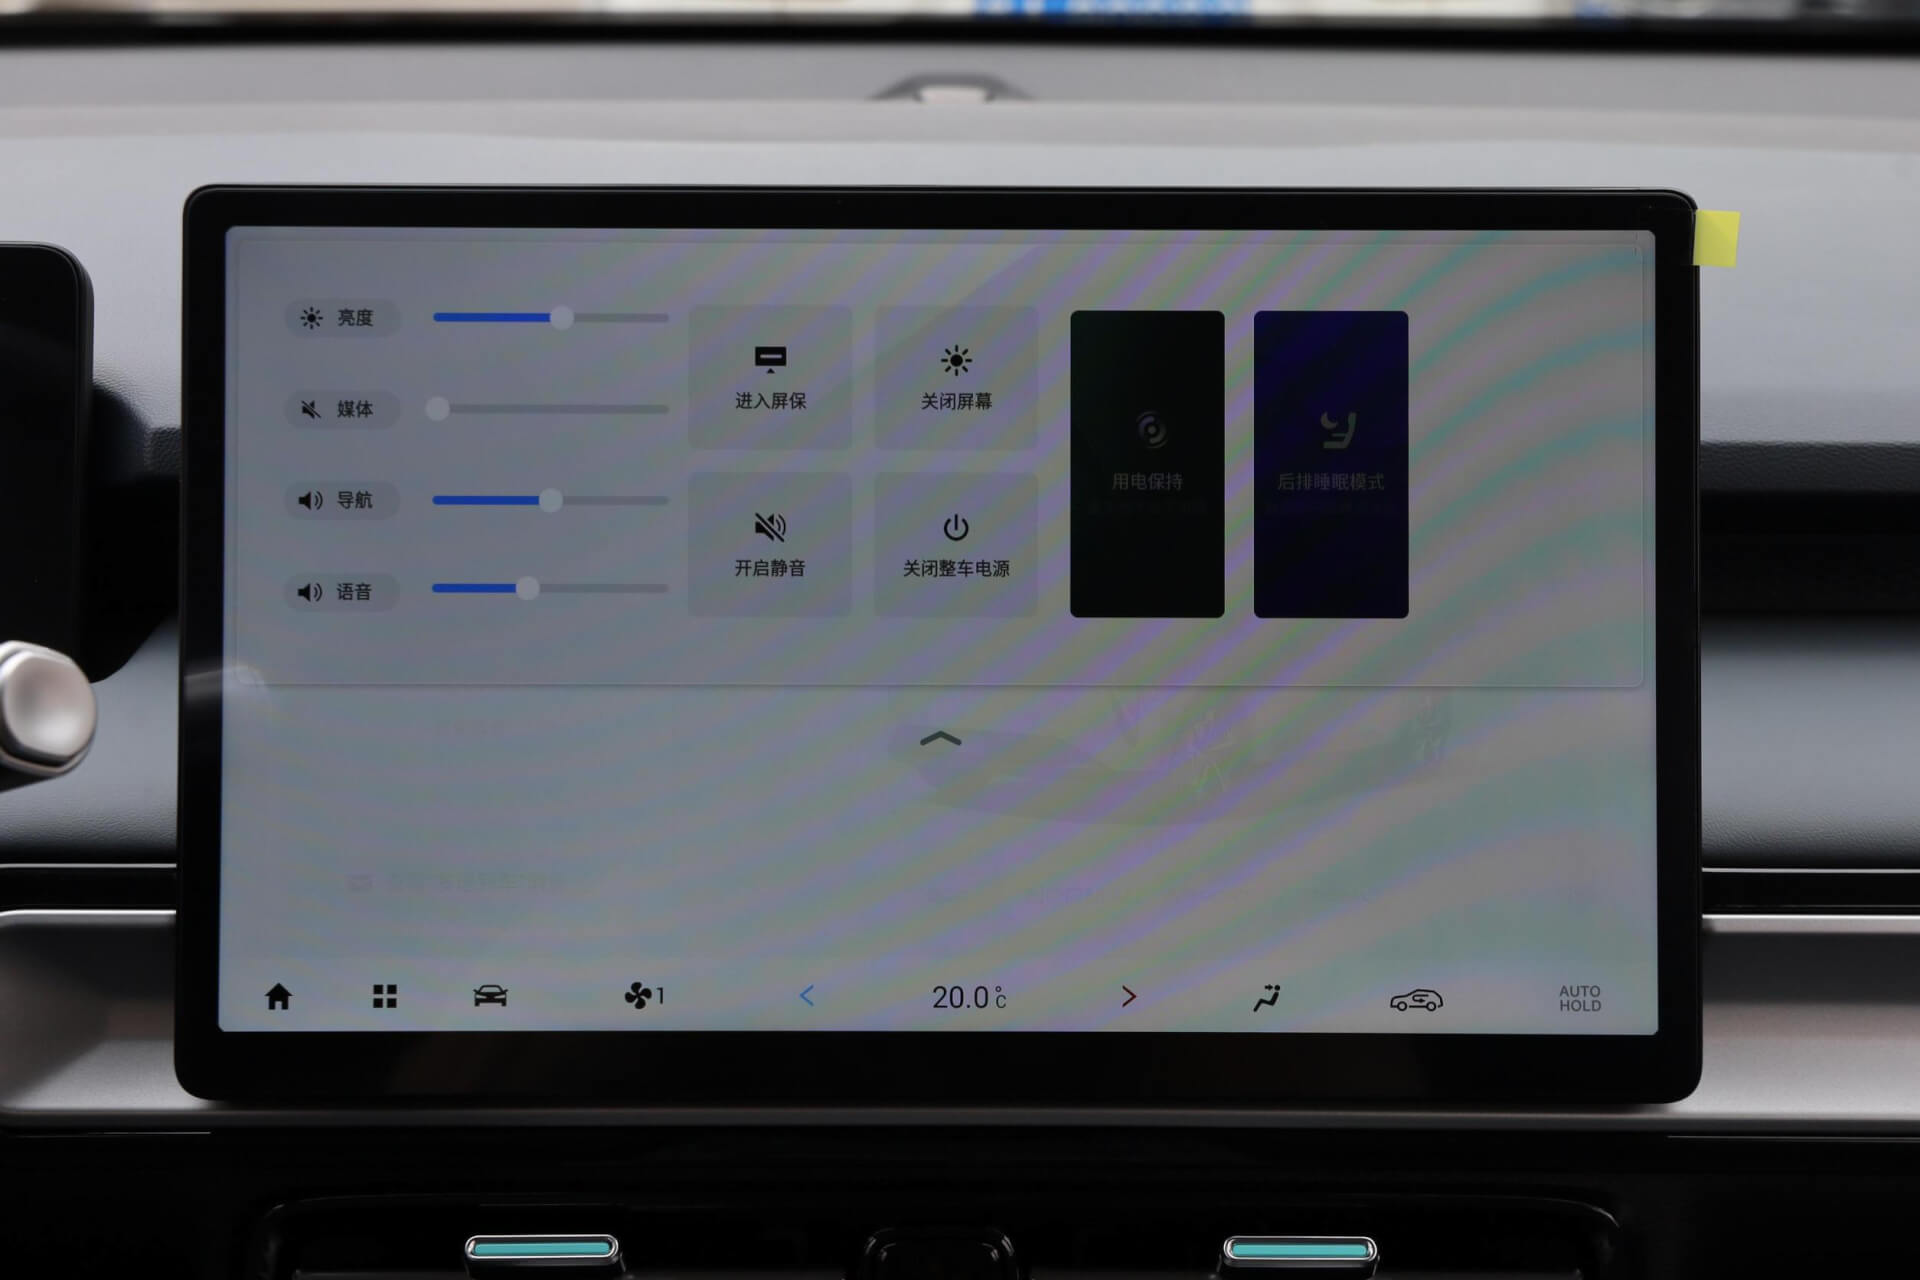 亮度
媒体
导航
语音
进入屏保
关闭屏幕
开启静音
关闭整车电源
用电保持
后排睡眠模式
1
20.0℃
AUTO
HOLD